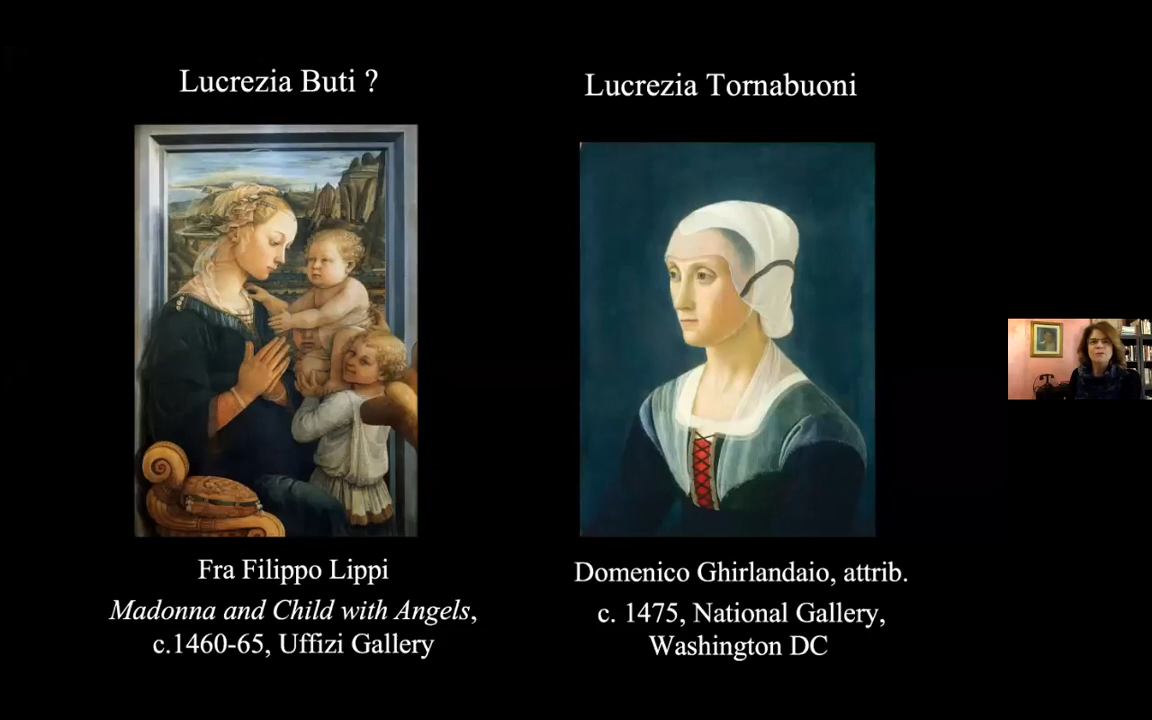 Lucrezia Buti ?
Lucrezia Tornabuoni
Fra Filippo Lippi
Madonna and Child with Angels,
c.1460-65, Uffizi Gallery
Domenico Ghirlandaio, attrib.
c. 1475, National Gallery,
Washington DC